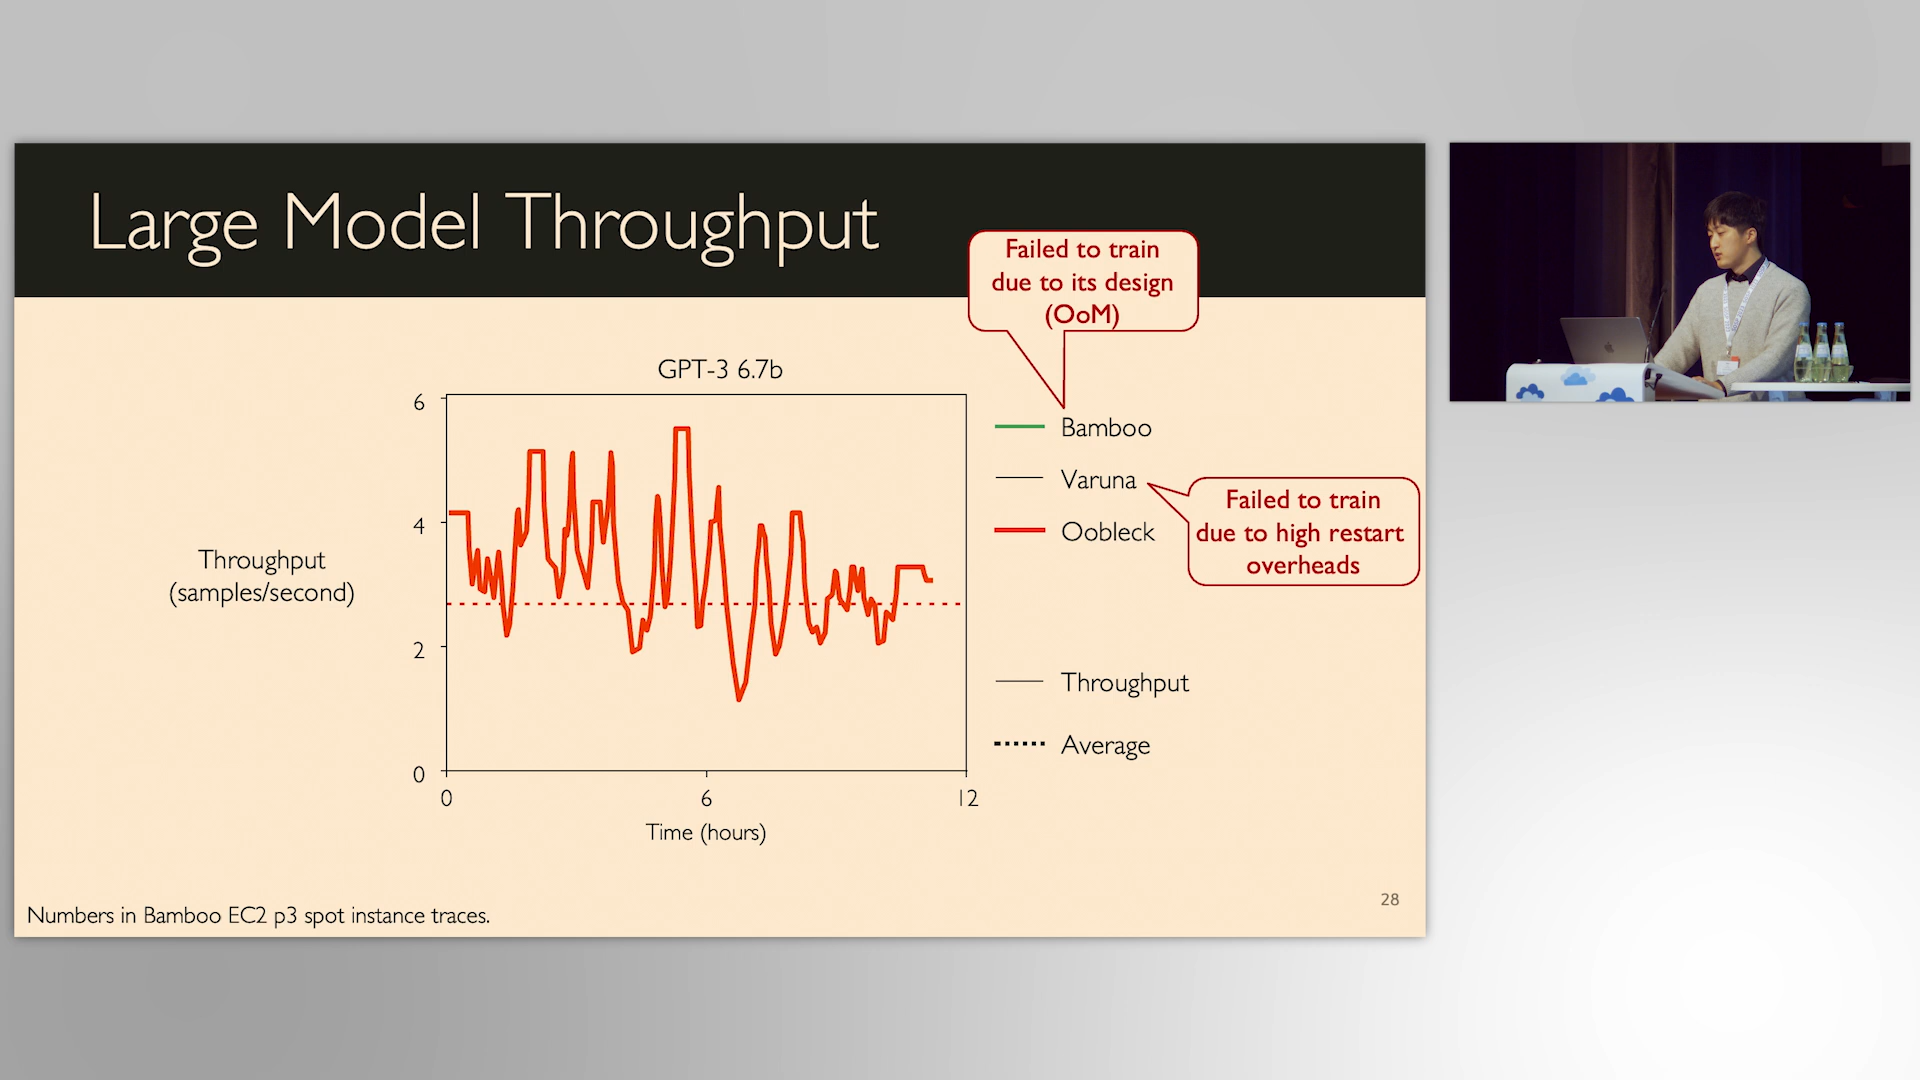 Large Model Throughput
Failed to train
due to its design
(OoM)
GPT-3 6.7b
6
4
2
0
0
6
12
Throughput
(samples/second)
Time (hours)
Bamboo
Varuna
Oobleck
Failed to train
due to high restart
overheads
Throughput
Average
Numbers in Bamboo EC2 p3 spot instance traces.
28